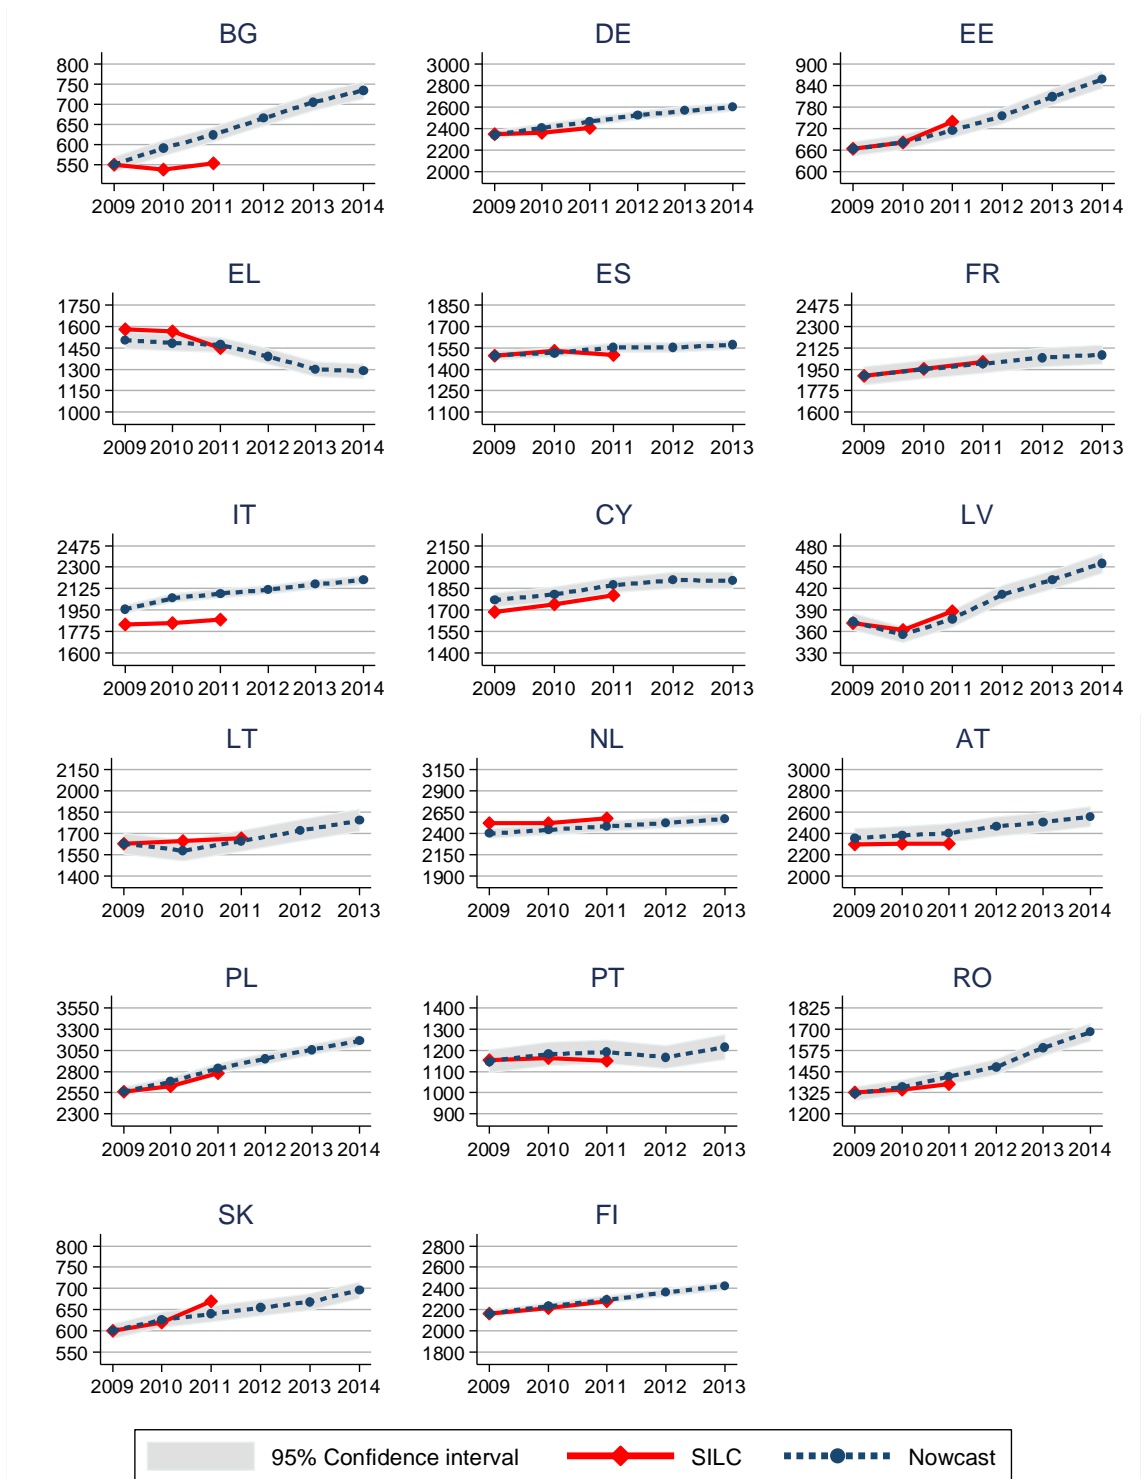 BG DE EE
800 3000 900
750 2800 840
700 2600 780
650 2400 720
600 2200 660
550 2000 600
2009 2010 2011 2012 2013 2014 2009 2010 2011 2012 2013 2014 2009 2010 2011 2012 2013 2014
EL ES FR
1750 1850 2475
1600 1700 2300
1450 1550 2125
1300 1400 1950
1150 1250 1775
1000 1100 1600
2009 2010 2011 2012 2013 2014 2009 2010 2011 2012 2013 2009 2010 2011 2012 2013
IT CY LV
2475 2150 480
2300 2000 450
2125 1850 420
1950 1700 390
1775 1550 360
1600 1400 330
2009 2010 2011 2012 2013 2014 2009 2010 2011 2012 2013 2009 2010 2011 2012 2013 2014
LT NL AT
2150 3150 3000
2000 2900 2800
1850 2650 2600
1700 2400 2400
1550 2150 2200
1400 1900 2000
2009 2010 2011 2012 2013 2009 2010 2011 2012 2013 2009 2010 2011 2012 2013 2014
PL PT RO
3550 1400 1825
3300 1300 1700
3050 1200 1575
2800 1100 1450
2550 1000 1325
2300 900 1200
2009 2010 2011 2012 2013 2014 2009 2010 2011 2012 2013 2009 2010 2011 2012 2013 2014
SK FI
800 2800
750 2600
700 2400
650 2200
600 2000
550 1800
2009 2010 2011 2012 2013 2014 2009 2010 2011 2012 2013
95% Confidence interval SILC Nowcast